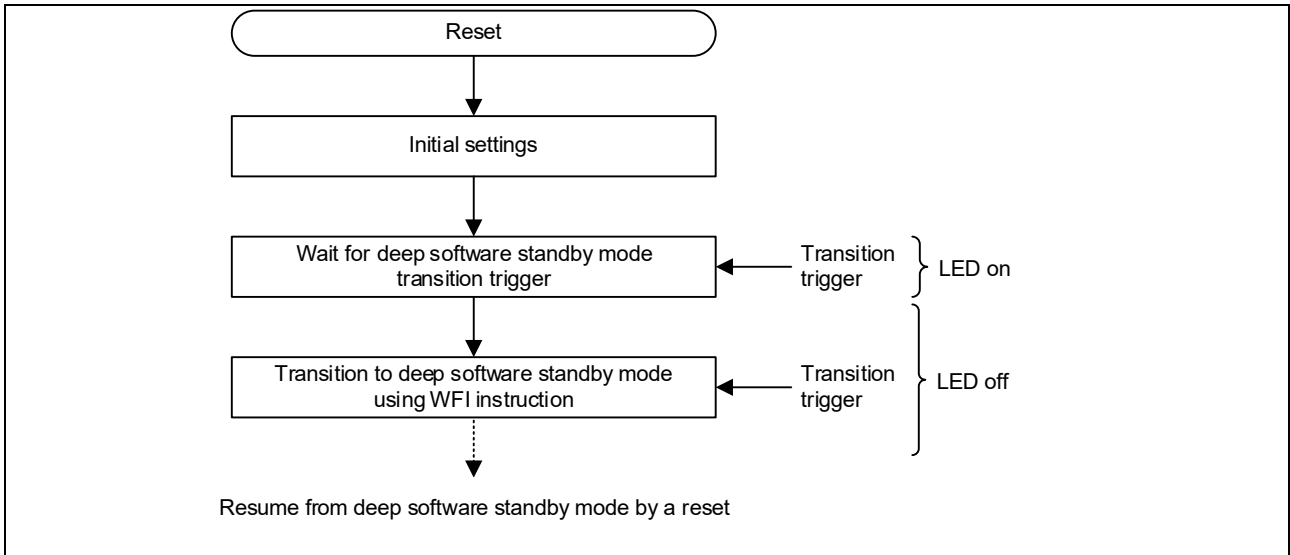 Reset
Initial settings
Wait for deep software standby mode
transition trigger
Transition
trigger
LED on
Transition to deep software standby mode
using WFI instruction
Transition
trigger
LED off
Resume from deep software standby mode by a reset